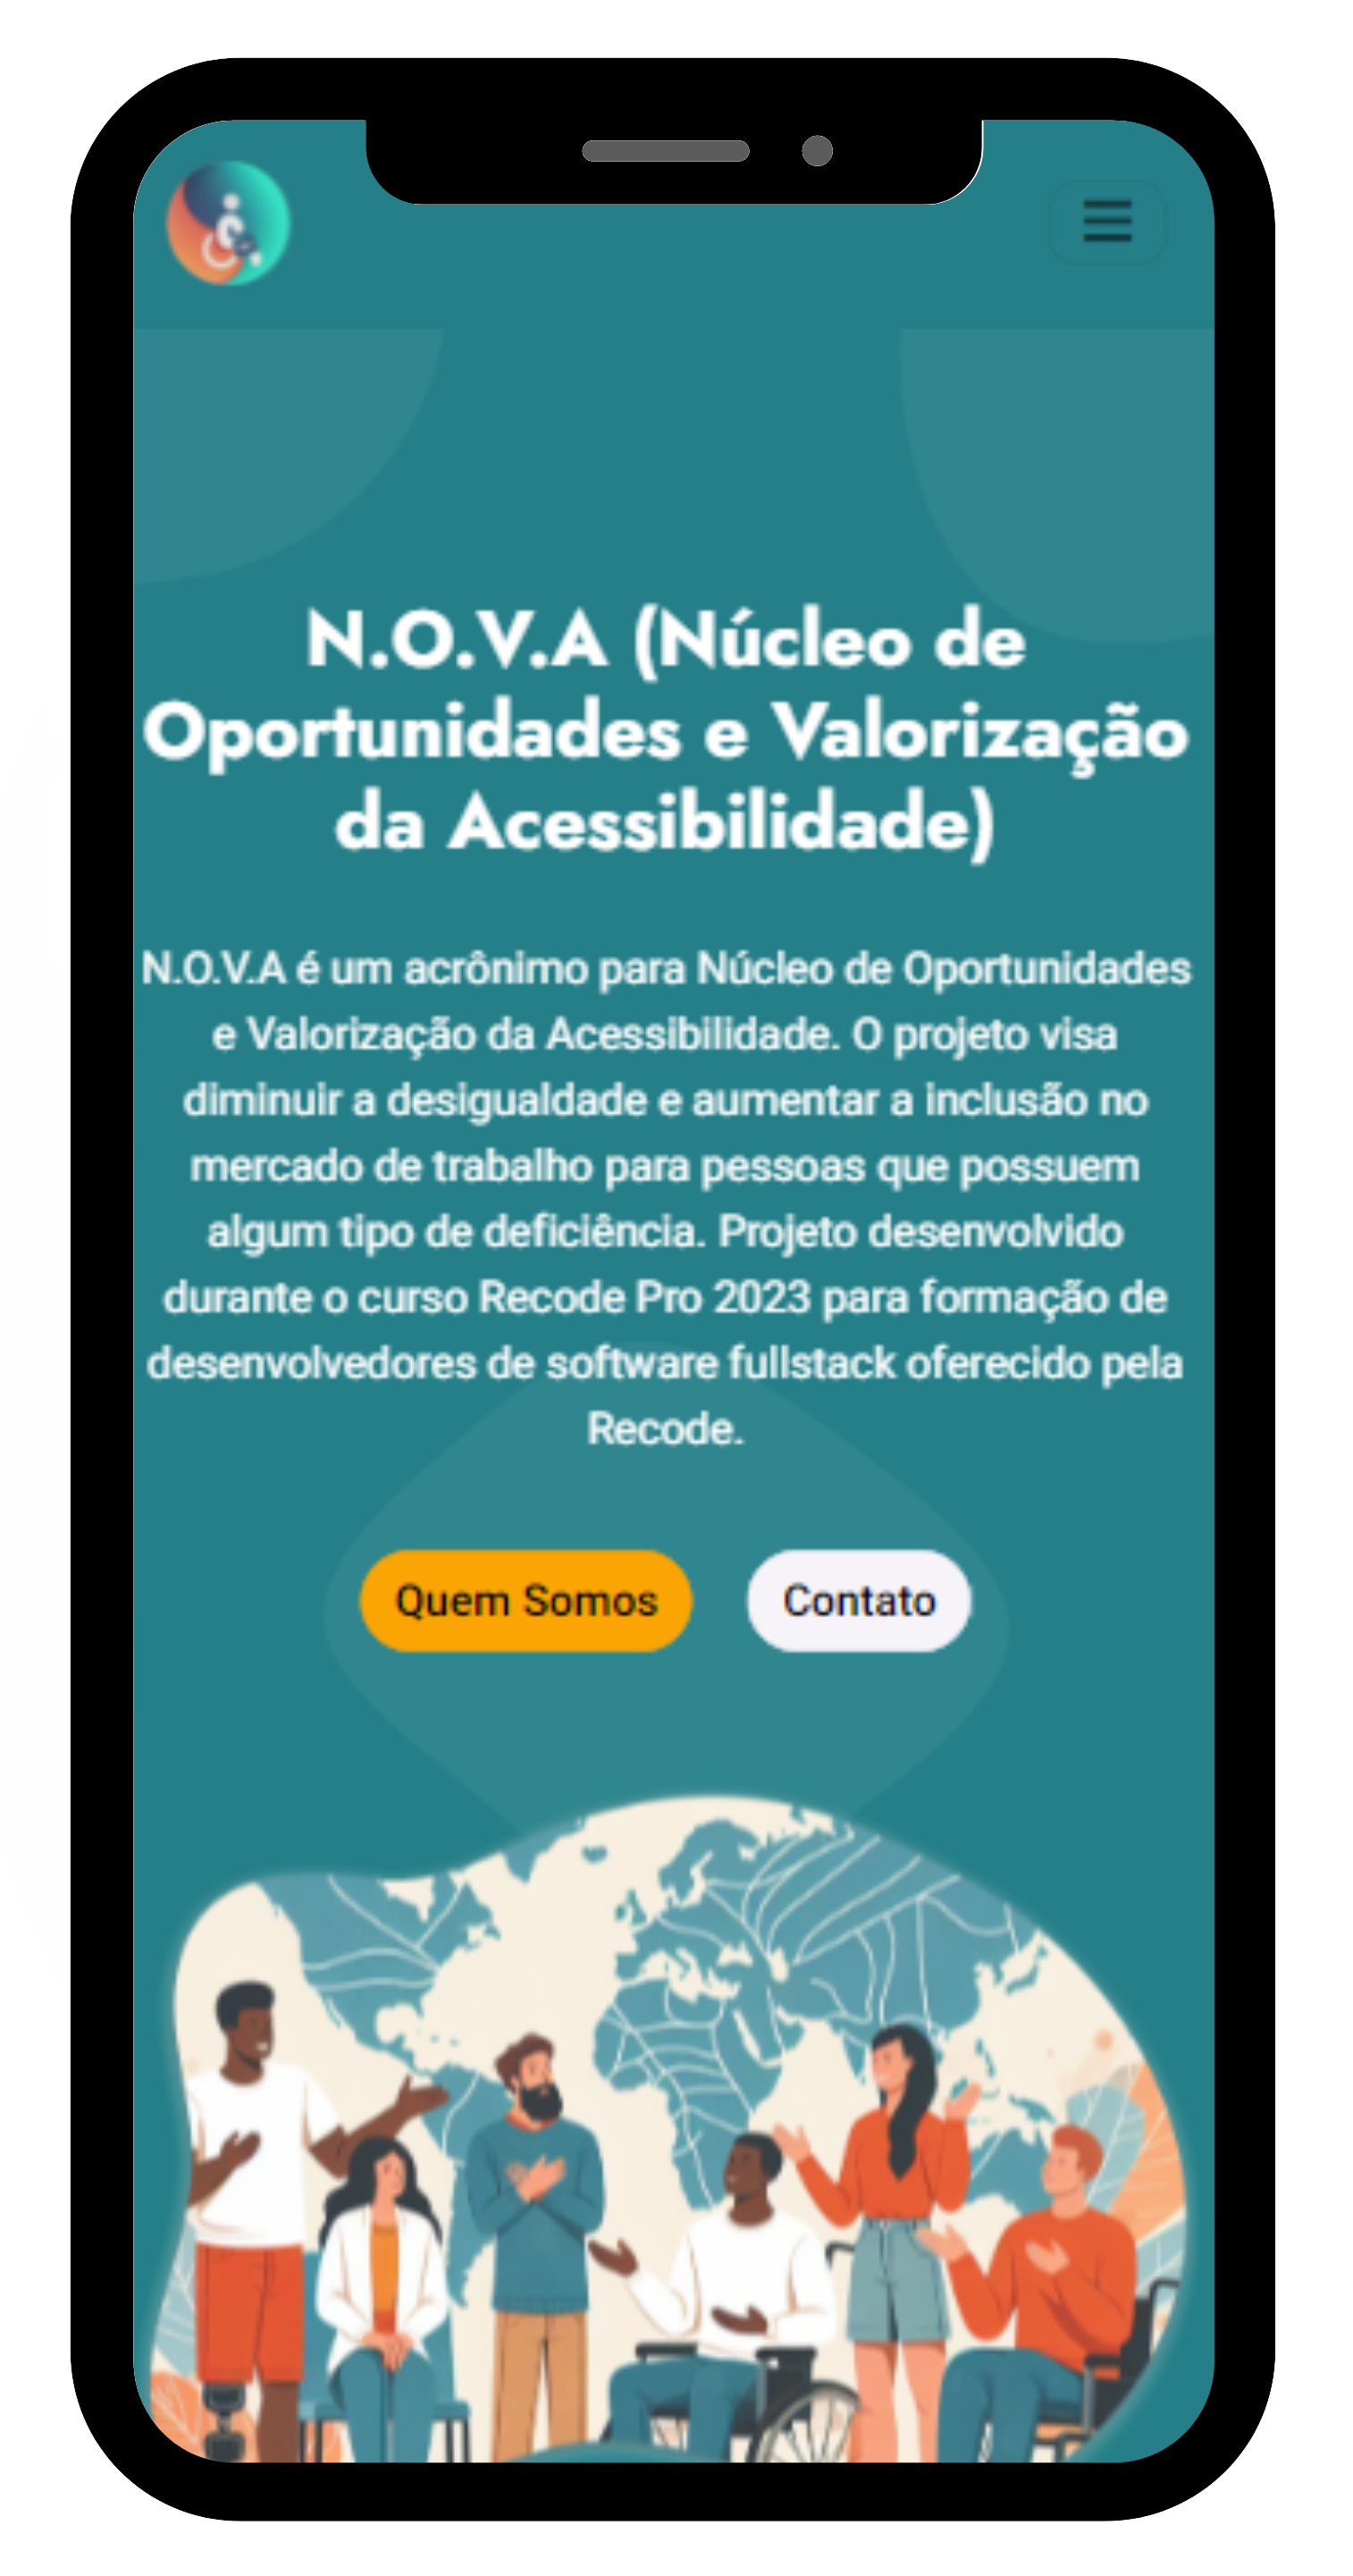 N.O.V.A (Núcleo de
Oportunidades e Valorização
da Acessibilidade)
N.O.V.A é um acrônimo para Núcleo de Oportunidades
e Valorização da Acessibilidade. O projeto visa
diminuir a desigualdade e aumentar a inclusão no
mercado de trabalho para pessoas que possuem
algum tipo de deficiência. Projeto desenvolvido
durante o curso Recode Pro 2023 para formação de
desenvolvedores de software fullstack oferecido pela
Recode.
Quem Somos
Contato